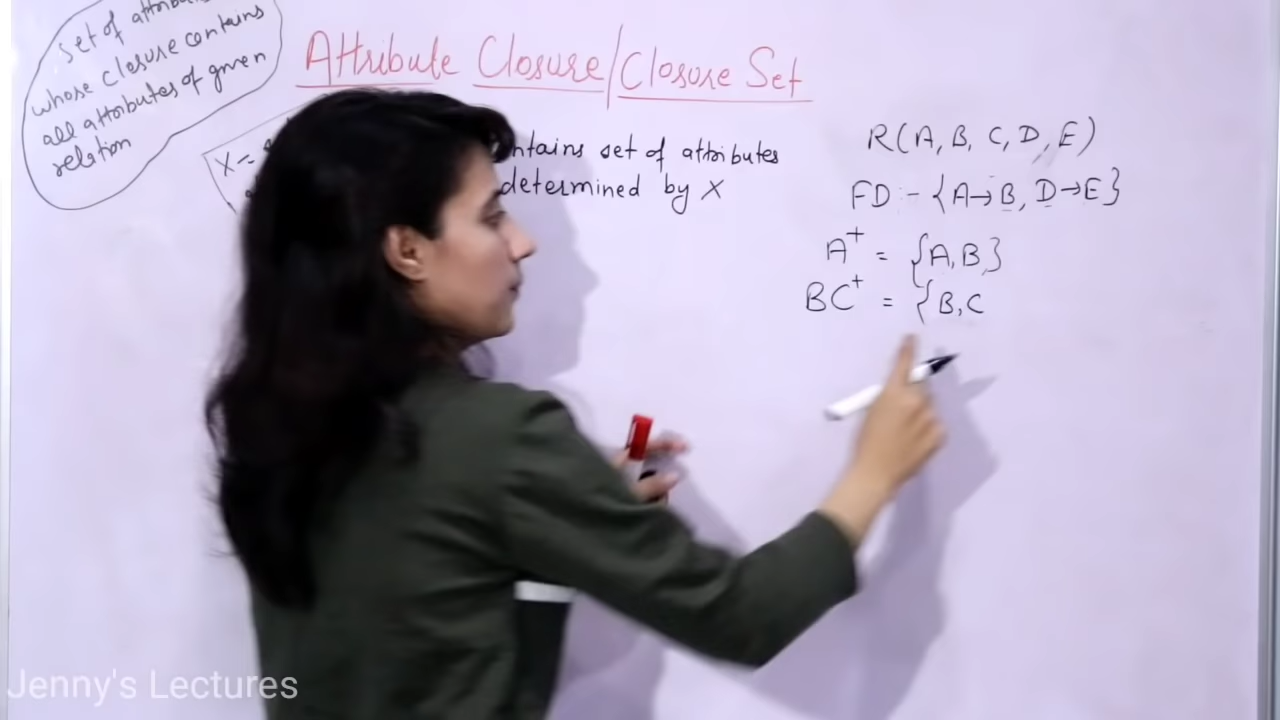 set of attribu
whose closure contains
all attributes of given
relation
Attribute Closure/Closure Set
X
ntains set of attributes
determined by X
R(A, B, C, D, E)
FD :- {A→B, D→E}
A⁺ = {A, B}
BC⁺ = {B, C
Jenny's Lectures